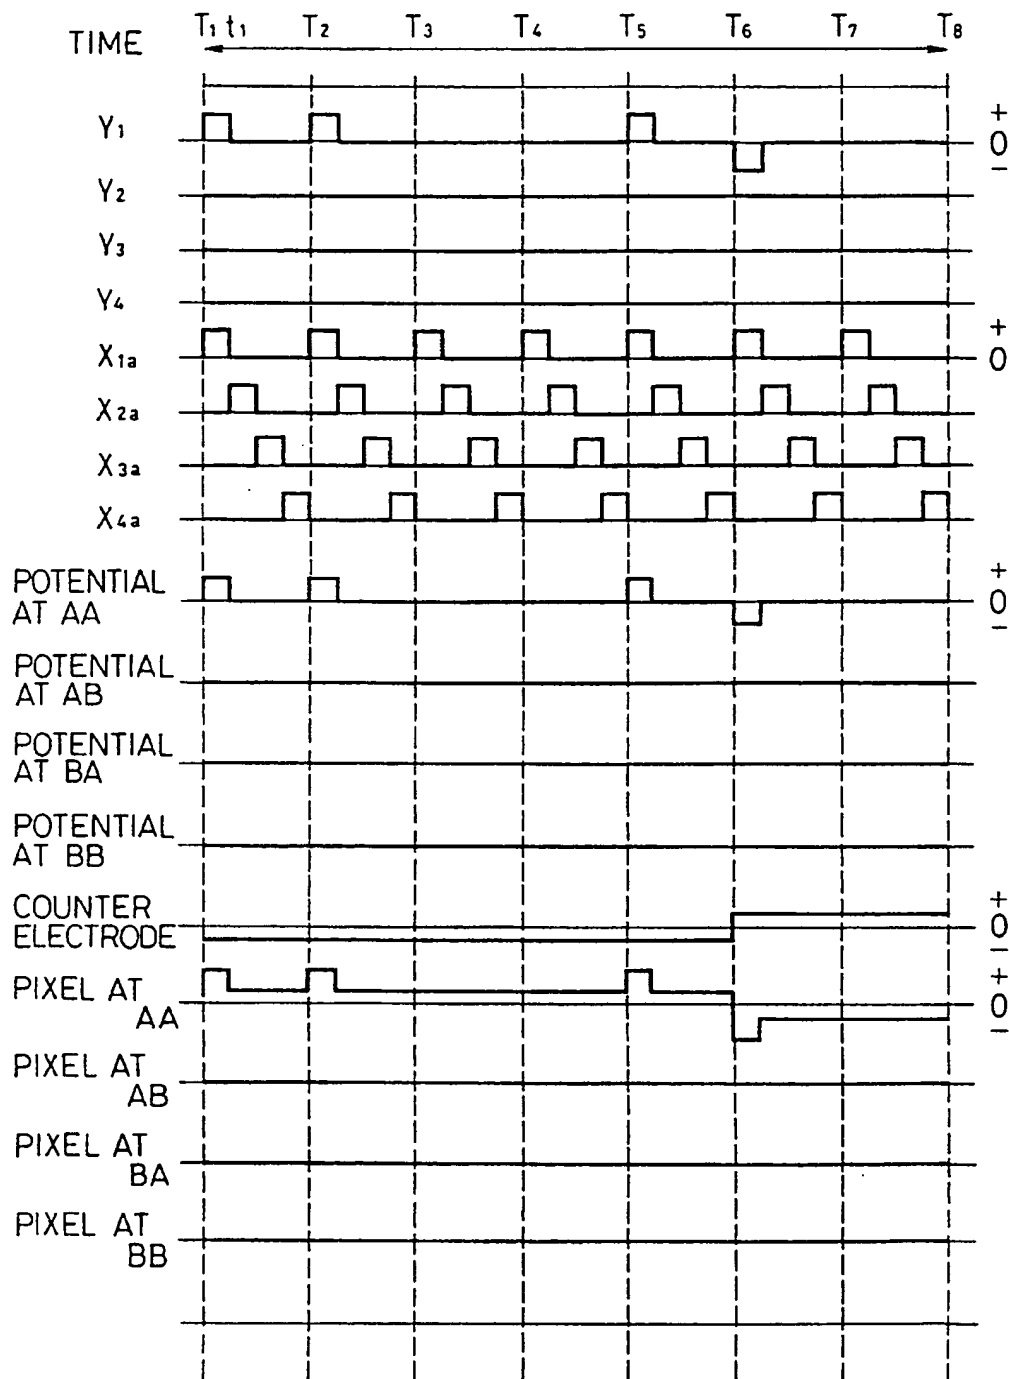 TIME T1 t1 T2 T3 T4 T5 T6 T7 T8
Y1 +
0
−
Y2
Y3
Y4
X1a +
0
X2a
X3a
X4a
POTENTIAL +
AT AA 0
−
POTENTIAL
AT AB
POTENTIAL
AT BA
POTENTIAL
AT BB
COUNTER +
ELECTRODE 0
−
PIXEL AT +
AA 0
−
PIXEL AT
AB
PIXEL AT
BA
PIXEL AT
BB